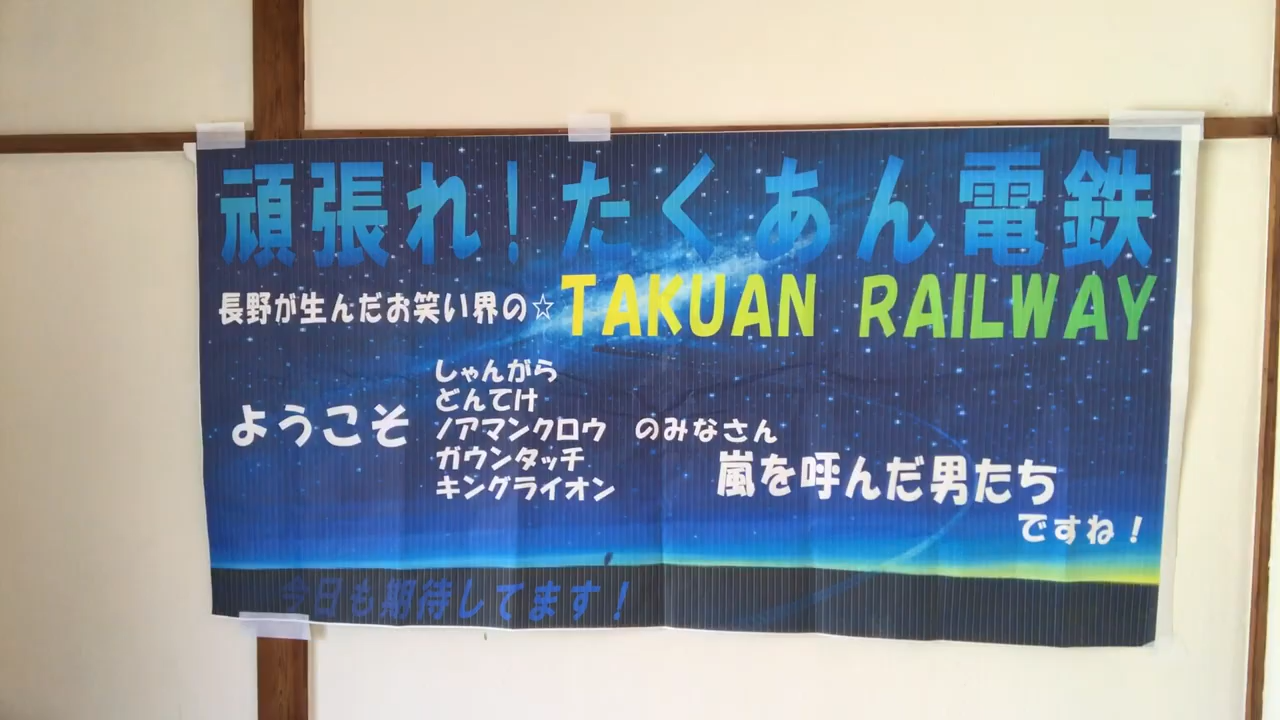 頑張れ！たくあん電鉄
長野が生んだお笑い界の☆TAKUAN RAILWAY
しゃんがら
どんてけ
ようこそ ノアマンクロウ のみなさん
ガウンタッチ
キングライオン
嵐を呼んだ男たち
ですね！
今日も期待してます！